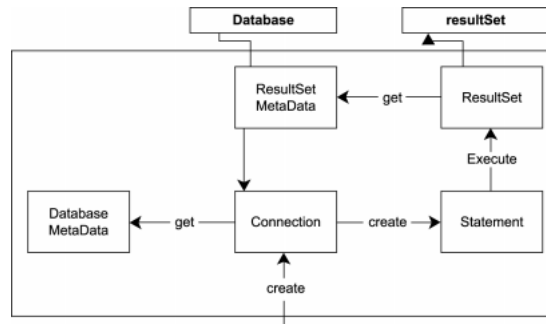 Database
resultSet
ResultSet
MetaData
get
ResultSet
Execute
Database
MetaData
get
Connection
create
Statement
create